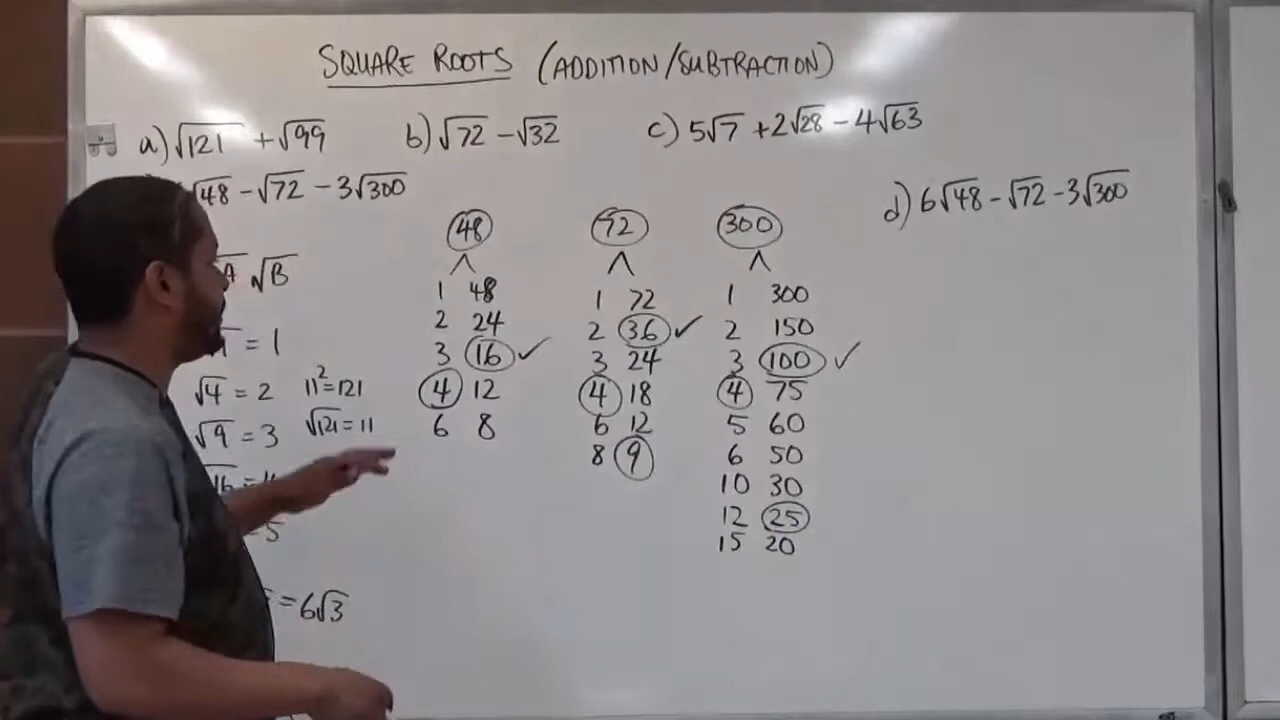 SQUARE ROOTS (ADDITION/SUBTRACTION)
a) √121 + √99
b) √72 - √32
c) 5√7 + 2√28 - 4√63
√48 - √72 - 3√300
d) 6√48 - √72 - 3√300
√B
= 1
√4 = 2
√9 = 3
11² = 121
√121 = 11
= 6√3
48
1 48
2 24
3 16 ✓
4 12
6 8
72
1 72
2 36 ✓
3 24
4 18
6 12
8 9
300
1 300
2 150
3 100 ✓
4 75
5 60
6 50
10 30
12 25
15 20